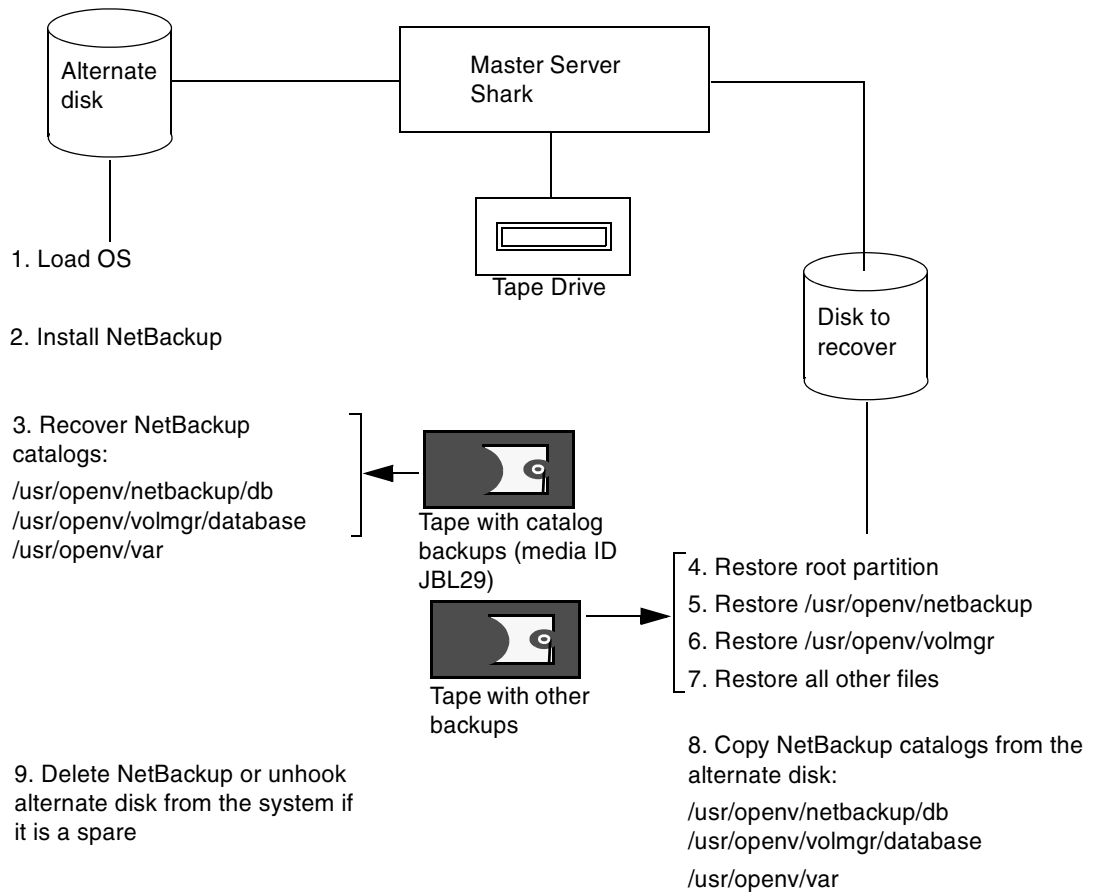 Alternate
disk
Master Server
Shark
1. Load OS
Tape Drive
Disk to
recover
2. Install NetBackup
3. Recover NetBackup
catalogs:
/usr/openv/netbackup/db
/usr/openv/volmgr/database
/usr/openv/var
Tape with catalog
backups (media ID
JBL29)
4. Restore root partition
5. Restore /usr/openv/netbackup
6. Restore /usr/openv/volmgr
7. Restore all other files
Tape with other
backups
8. Copy NetBackup catalogs from the
alternate disk:
/usr/openv/netbackup/db
/usr/openv/volmgr/database
/usr/openv/var
9. Delete NetBackup or unhook
alternate disk from the system if
it is a spare